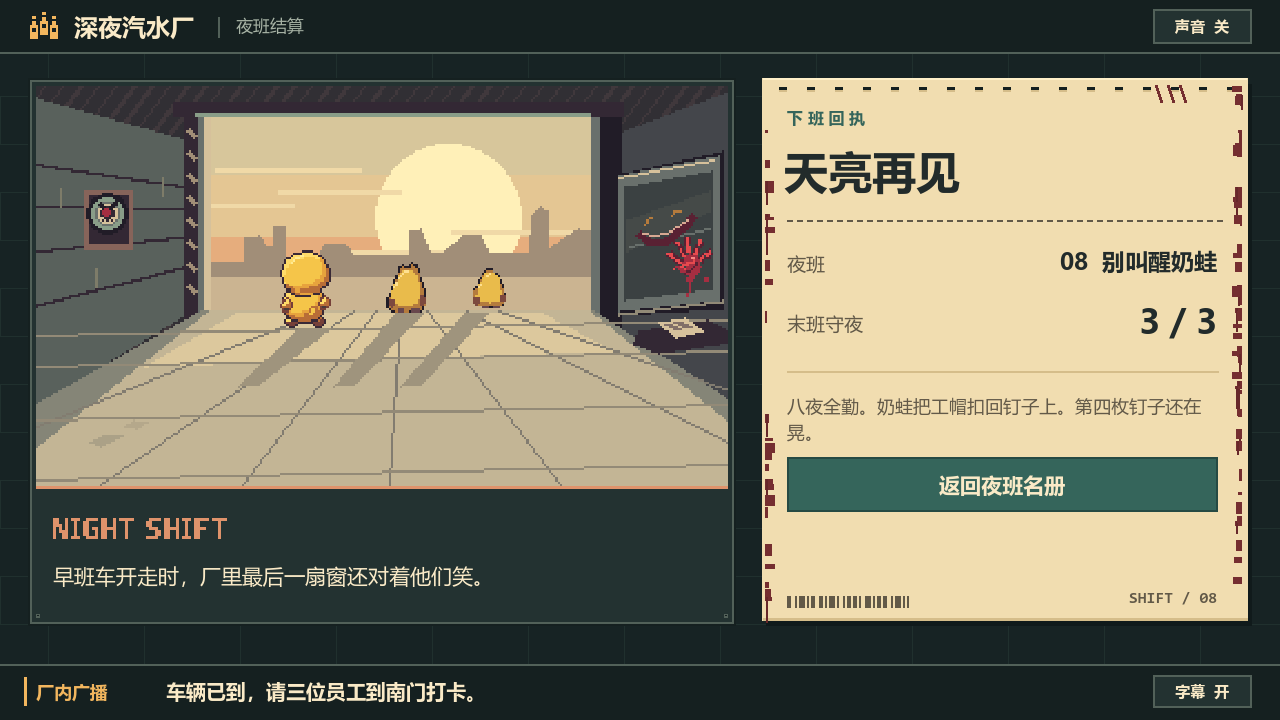 深夜汽水厂
夜班结算
声音 关
NIGHT SHIFT
早班车开走时，厂里最后一扇窗还对着他们笑。
下班回执
天亮再见
夜班
08 别叫醒奶蛙
末班守夜
3 / 3
八夜全勤。奶蛙把工帽扣回钉子上。第四枚钉子还在
晃。
返回夜班名册
SHIFT / 08
厂内广播
车辆已到，请三位员工到南门打卡。
字幕 开